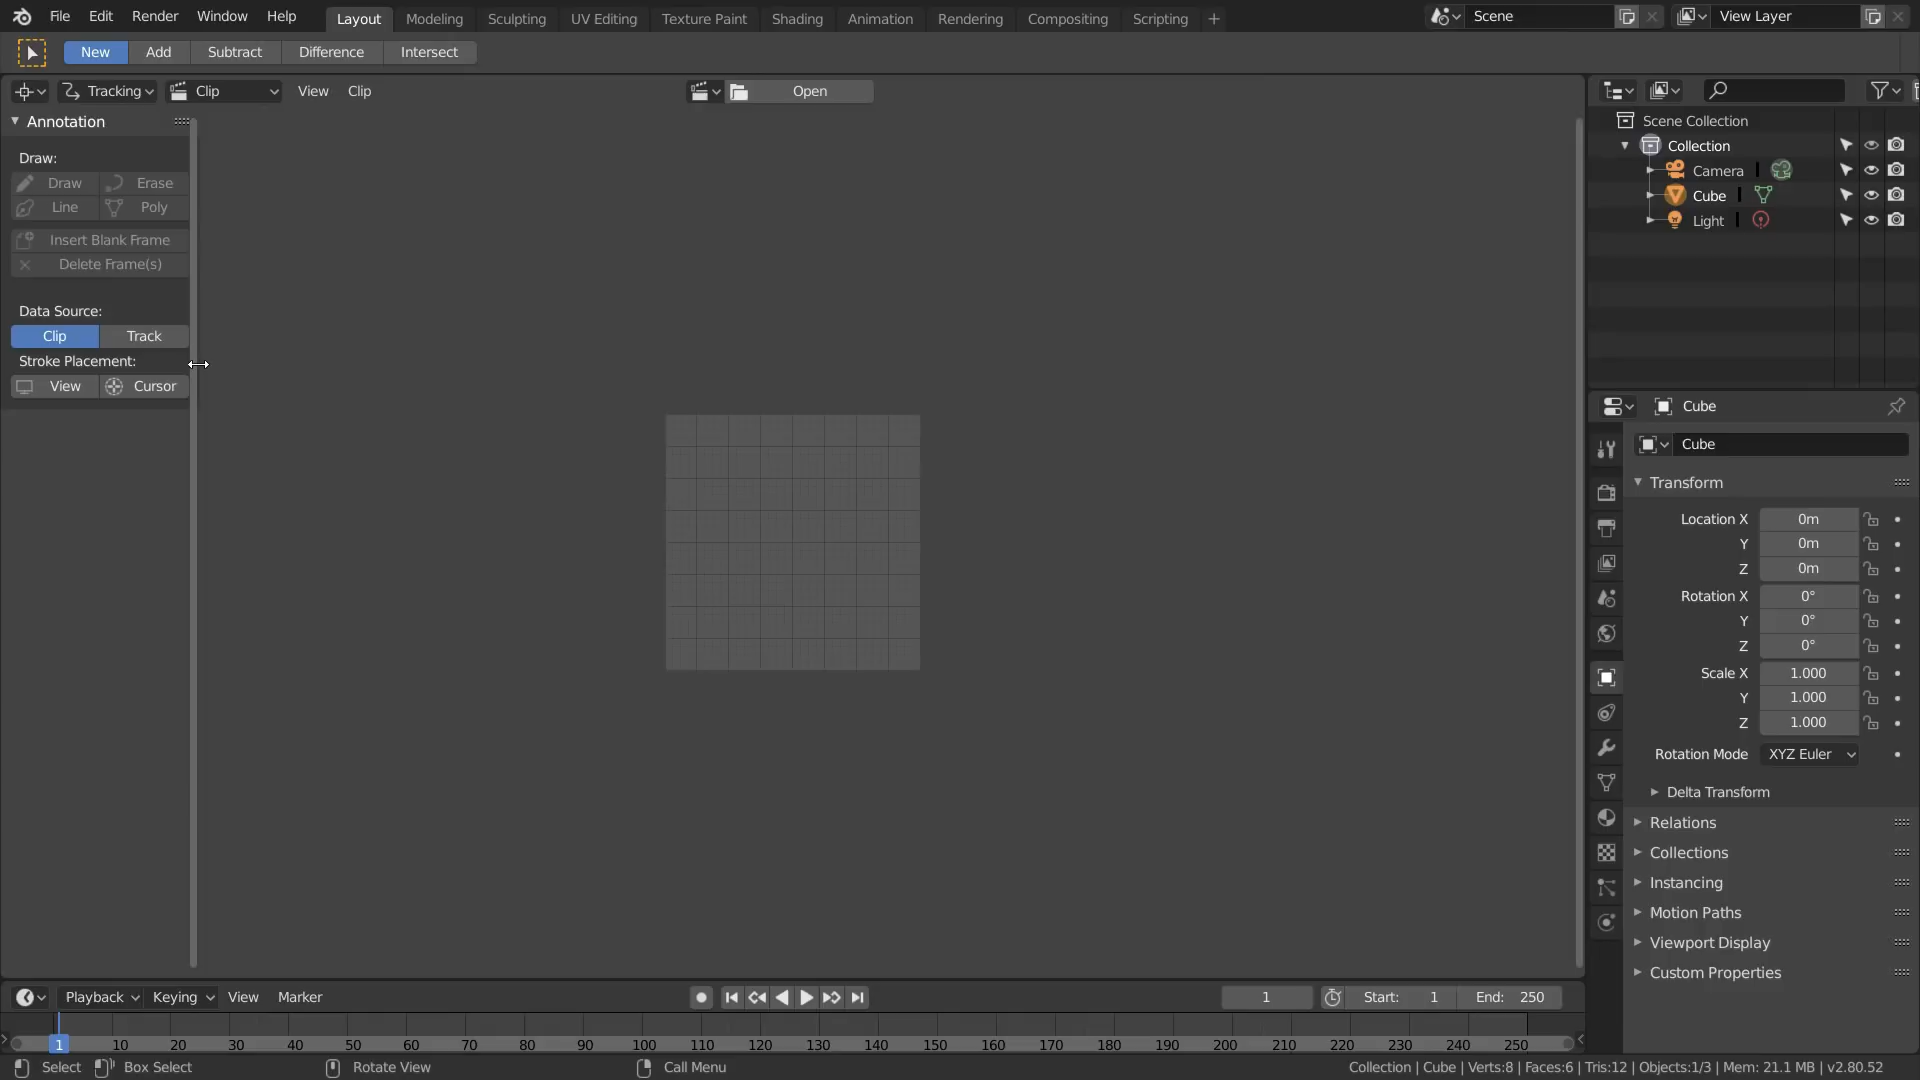 File Edit Render Window Help Layout Modeling Sculpting UV Editing Texture Paint Shading Animation Rendering Compositing Scripting + Scene View Layer
New Add Subtract Difference Intersect
Tracking Clip View Clip Open
Annotation
Draw:
Draw Erase
Line Poly
Insert Blank Frame
Delete Frame(s)
Data Source:
Clip Track
Stroke Placement:
View Cursor
Scene Collection
Collection
Camera
Cube
Light
Cube
Cube
Transform
Location X 0m
Y 0m
Z 0m
Rotation X 0°
Y 0°
Z 0°
Scale X 1.000
Y 1.000
Z 1.000
Rotation Mode XYZ Euler
Delta Transform
Relations
Collections
Instancing
Motion Paths
Viewport Display
Custom Properties
Playback Keying View Marker 1 Start: 1 End: 250
1 10 20 30 40 50 60 70 80 90 100 110 120 130 140 150 160 170 180 190 200 210 220 230 240 250
Select Box Select Rotate View Call Menu Collection | Cube | Verts:8 | Faces:6 | Tris:12 | Objects:1/3 | Mem: 21.1 MB | v2.80.52